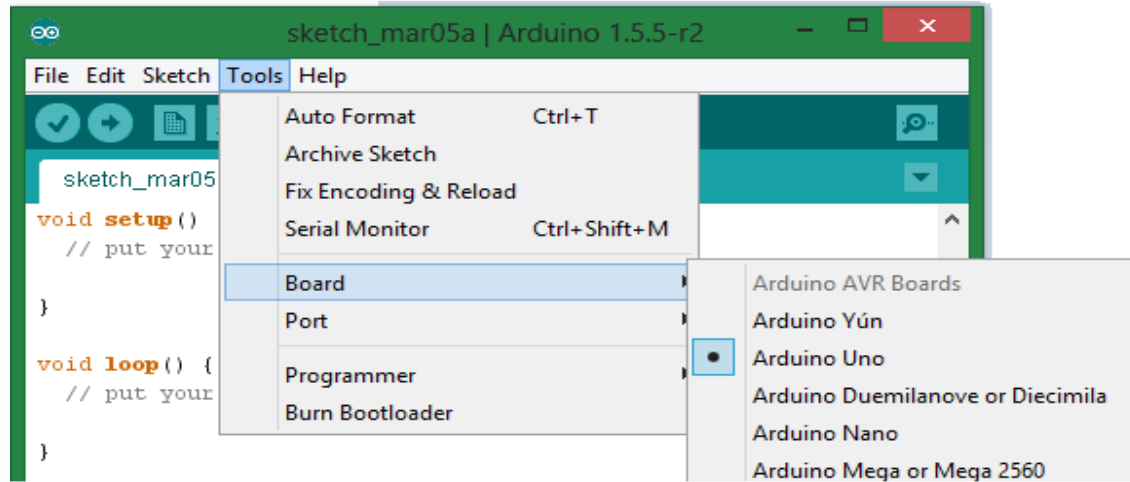 sketch_mar05a | Arduino 1.5.5-r2
File Edit Sketch Tools Help
Auto Format Ctrl+T
Archive Sketch
sketch_mar05
Fix Encoding & Reload
void setup()
Serial Monitor Ctrl+Shift+M
// put your
Board
Arduino AVR Boards
}
Port
Arduino Yún
void loop() {
Arduino Uno
Programmer
// put your
Arduino Duemilanove or Diecimila
Burn Bootloader
Arduino Nano
}
Arduino Mega or Mega 2560